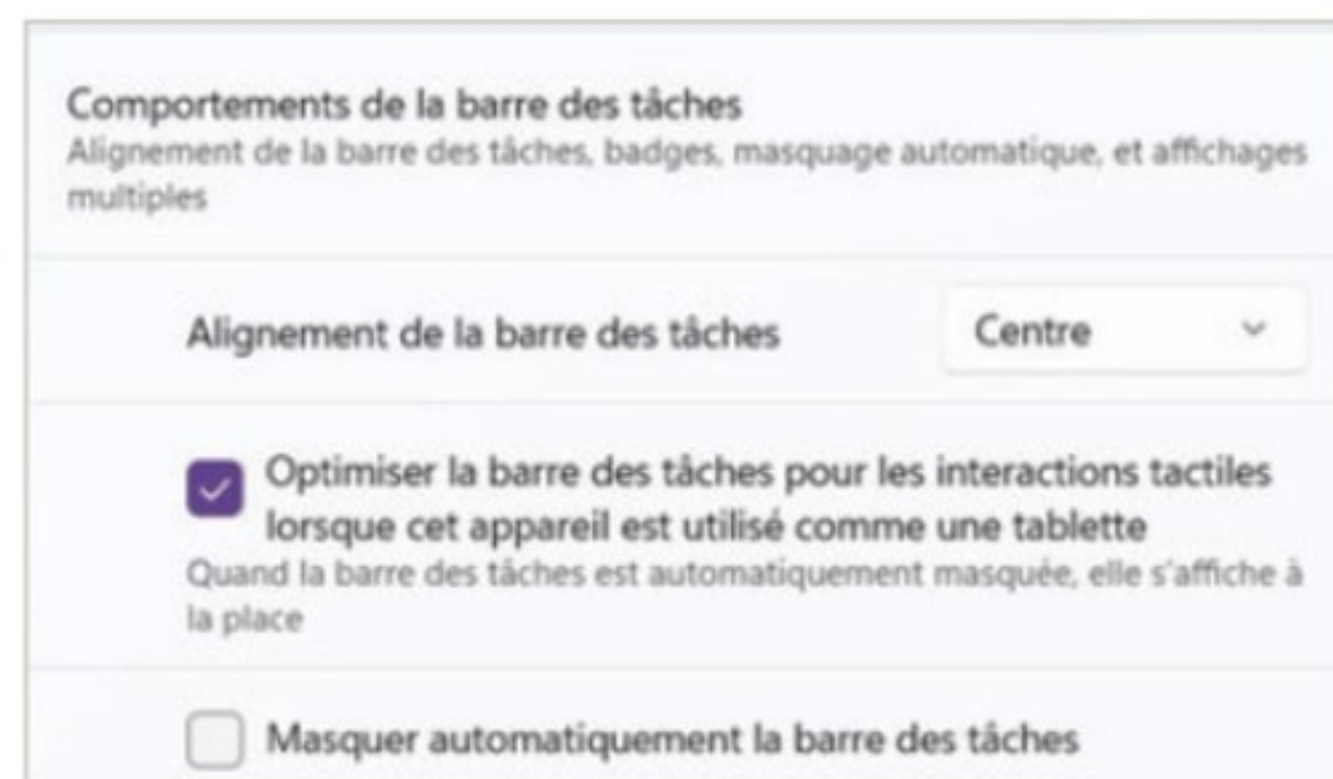 Comportements de la barre des tâches
Alignement de la barre des tâches, badges, masquage automatique, et affichages
multiples
Alignement de la barre des tâches
Centre
Optimiser la barre des tâches pour les interactions tactiles
lorsque cet appareil est utilisé comme une tablette
Quand la barre des tâches est automatiquement masquée, elle s'affiche à
la place
Masquer automatiquement la barre des tâches